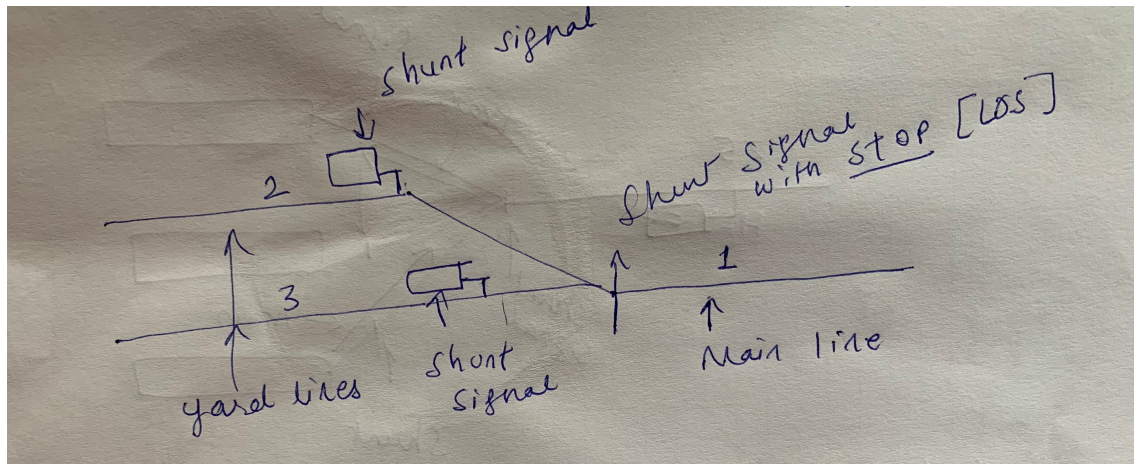 shunt signal
Shunt Signal
with STOP [LOS]
2
1
3
Main line
Shunt
Signal
yard lines